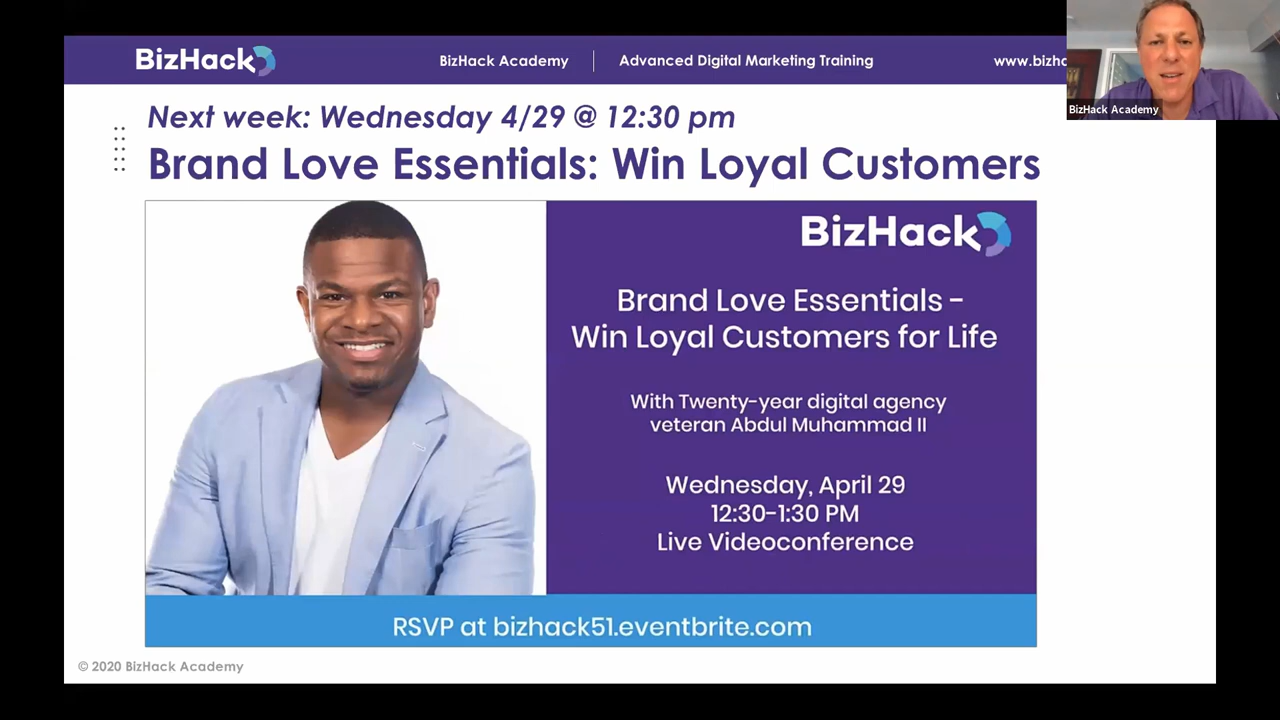 BizHack
BizHack Academy
Advanced Digital Marketing Training
BizHack Academy
Next week: Wednesday 4/29 @ 12:30 pm
Brand Love Essentials: Win Loyal Customers
BizHack
Brand Love Essentials -
Win Loyal Customers for Life
With Twenty-year digital agency
veteran Abdul Muhammad II
Wednesday, April 29
12:30-1:30 PM
Live Videoconference
RSVP at bizhack51.eventbrite.com
© 2020 BizHack Academy